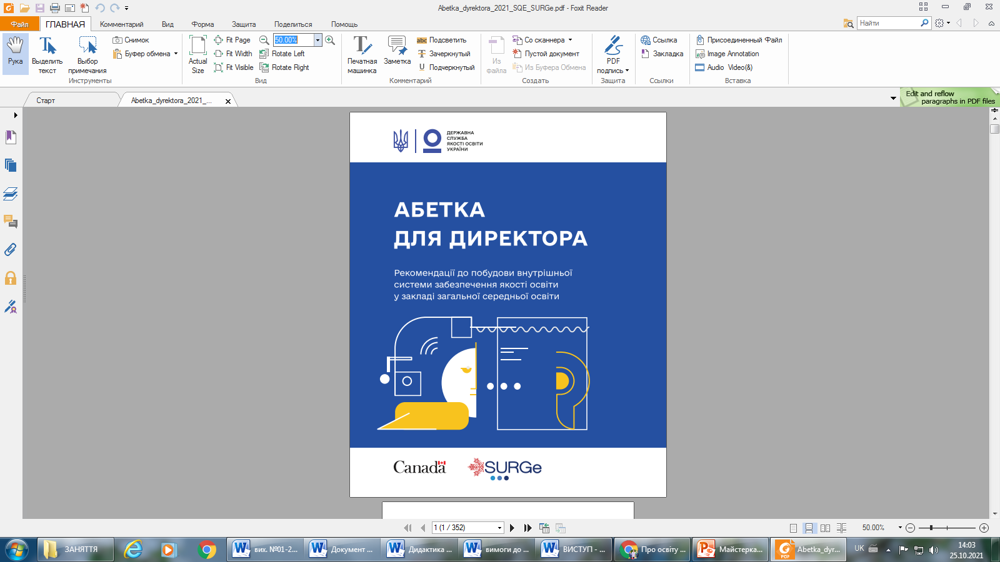 Abetka_dyrektora_2021_SQE_SURGe.pdf - Foxit Reader
Файл
ГЛАВНАЯ
Комментарий
Вид
Форма
Защита
Поделиться
Помощь
Найти
Рука
Выделить текст
Выбор примечания
Снимок
Буфер обмена
Инструменты
Actual Size
Fit Page
Fit Width
Fit Visible
50.00%
Rotate Left
Rotate Right
Вид
Печатная машинка
Заметка
abc Подсветить
T Зачеркнутый
U Подчеркнутый
Комментарий
Из файла
Со сканнера
Пустой документ
Из Буфера Обмена
Создать
PDF подпись
Защита
Ссылка
Закладка
Ссылки
Присоединенный Файл
Image Annotation
Audio Video(&)
Вставка
Старт
Abetka_dyrektora_2021_...
Edit and reflow
paragraphs in PDF files
ДЕРЖАВНА
СЛУЖБА
ЯКОСТІ ОСВІТИ
УКРАЇНИ
АБЕТКА
ДЛЯ ДИРЕКТОРА
Рекомендації до побудови внутрішньої
системи забезпечення якості освіти
у закладі загальної середньої освіти
Canada
SURGe
1 (1 / 352)
50.00%
ЗАНЯТТЯ
вих. №01-2...
Документ ...
Дидактика ...
вимоги до ...
ВИСТУП - ...
Про освіту ...
Майстерка...
PDF
Abetka_dyr...
UK
14:03
25.10.2021